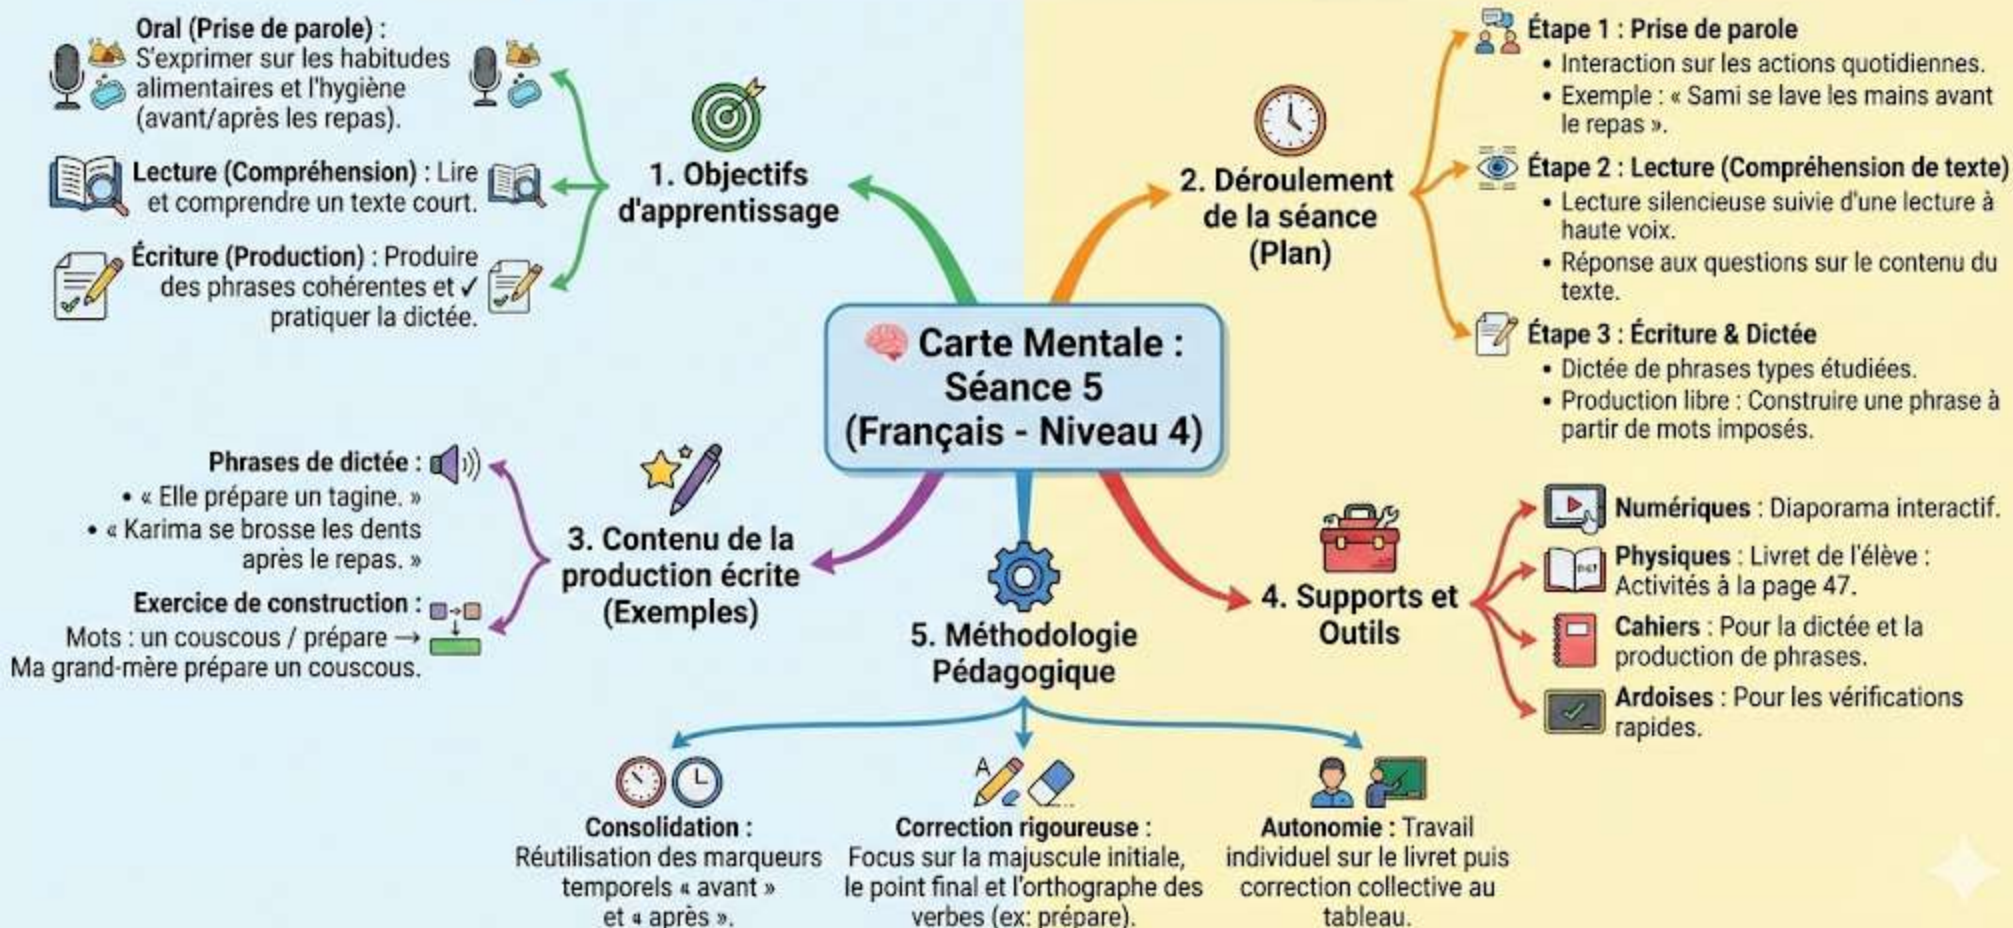 Carte Mentale :
Séance 5
(Français - Niveau 4)
1. Objectifs
d'apprentissage
Oral (Prise de parole) :
S'exprimer sur les habitudes
alimentaires et l'hygiène
(avant/après les repas).
Lecture (Compréhension) : Lire
et comprendre un texte court.
Écriture (Production) : Produire
des phrases cohérentes et ✓
pratiquer la dictée.
2. Déroulement
de la séance
(Plan)
Étape 1 : Prise de parole
• Interaction sur les actions quotidiennes.
• Exemple : « Sami se lave les mains avant
le repas ».
Étape 2 : Lecture (Compréhension de texte)
• Lecture silencieuse suivie d'une lecture à
haute voix.
• Réponse aux questions sur le contenu du
texte.
Étape 3 : Écriture & Dictée
• Dictée de phrases types étudiées.
• Production libre : Construire une phrase à
partir de mots imposés.
3. Contenu de la
production écrite
(Exemples)
Phrases de dictée :
• « Elle prépare un tagine. »
• « Karima se brosse les dents
après le repas. »
Exercice de construction :
Mots : un couscous / prépare →
Ma grand-mère prépare un couscous.
4. Supports et
Outils
Numériques : Diaporama interactif.
Physiques : Livret de l'élève :
Activités à la page 47.
Cahiers : Pour la dictée et la
production de phrases.
Ardoises : Pour les vérifications
rapides.
5. Méthodologie
Pédagogique
Consolidation :
Réutilisation des marqueurs
temporels « avant »
et « après ».
A
Correction rigoureuse :
Focus sur la majuscule initiale,
le point final et l'orthographe des
verbes (ex: prépare).
Autonomie : Travail
individuel sur le livret puis
correction collective au
tableau.